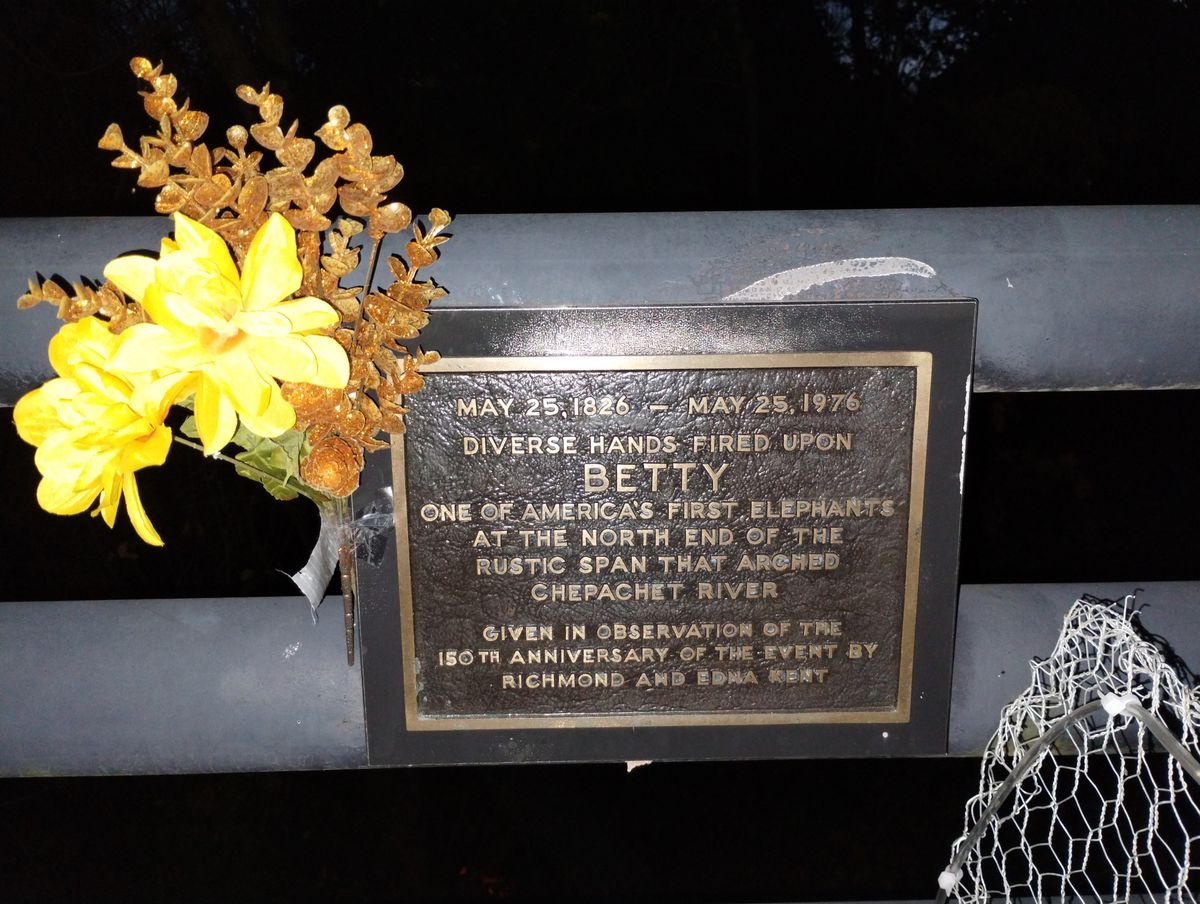 MAY 25, 1826 — MAY 25, 1976
DIVERSE HANDS FIRED UPON
BETTY
ONE OF AMERICA'S FIRST ELEPHANTS
AT THE NORTH END OF THE
RUSTIC SPAN THAT ARCHED
CHEPACHET RIVER
GIVEN IN OBSERVATION OF THE
150TH ANNIVERSARY OF THE EVENT BY
RICHMOND AND EDNA KENT